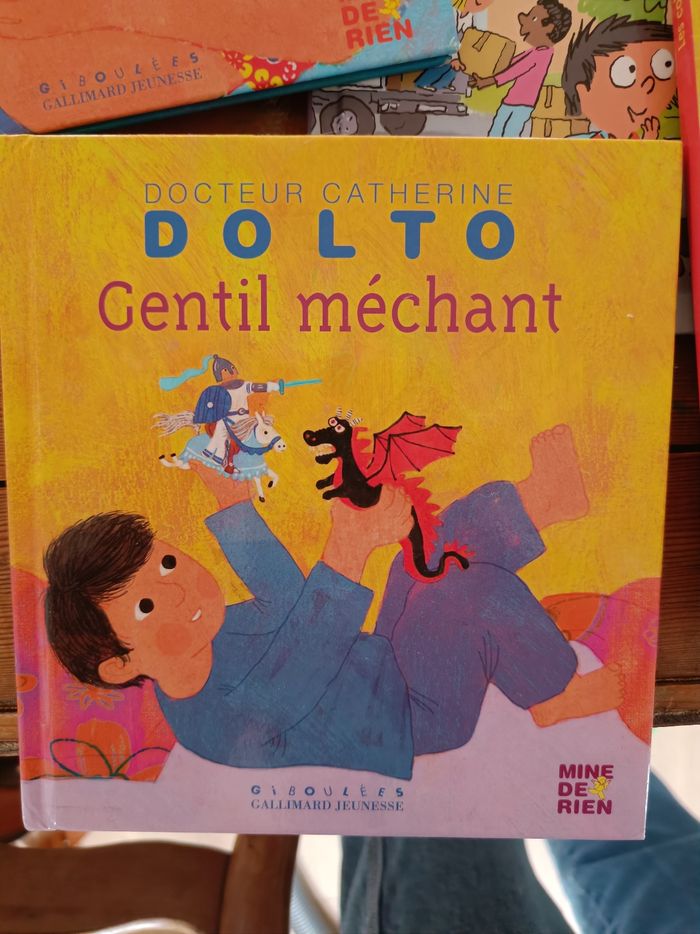 DE
RIEN
GIBOULÉES
GALLIMARD JEUNESSE
DOCTEUR CATHERINE
DOLTO
Gentil méchant
GIBOULÉES
GALLIMARD JEUNESSE
MINE
DE
RIEN